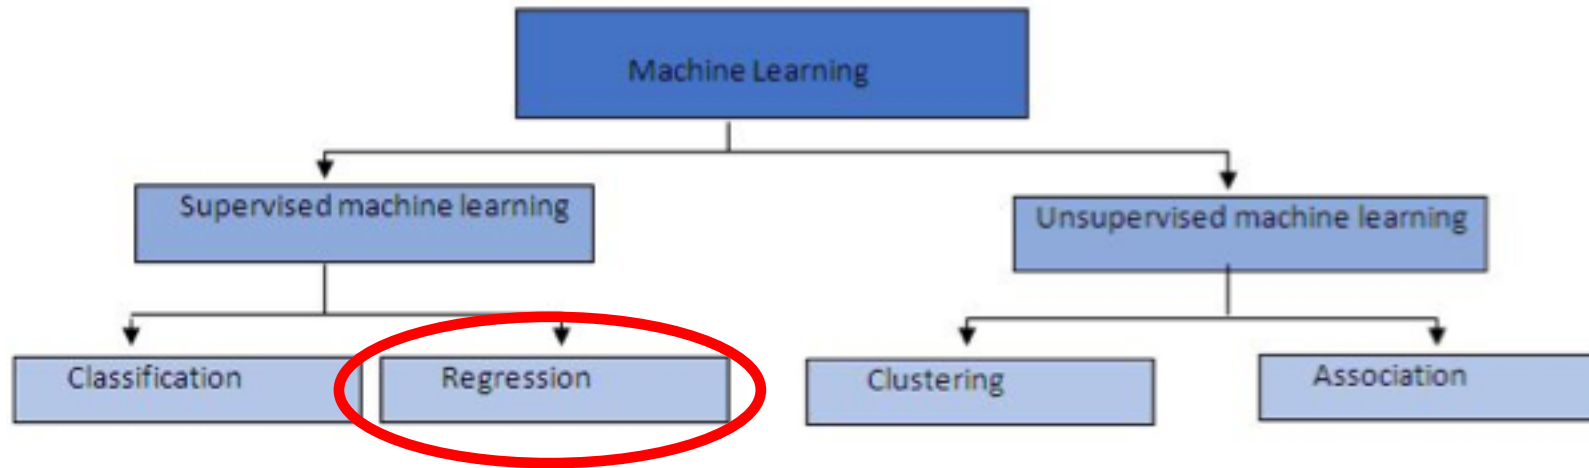 Machine Learning
Supervised machine learning
Unsupervised machine learning
Classification
Regression
Clustering
Association